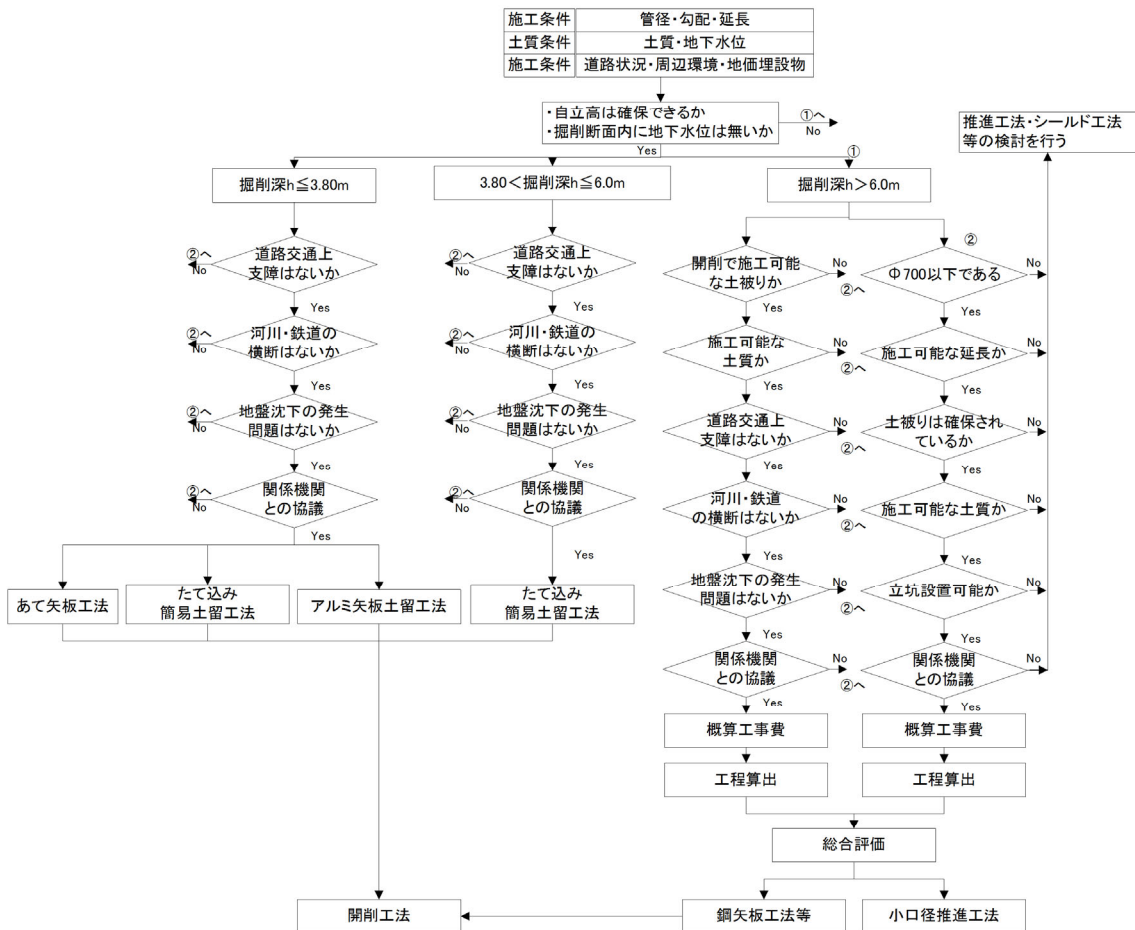 施工条件 管径・勾配・延長
土質条件 土質・地下水位
施工条件 道路状況・周辺環境・地価埋設物
・自立高は確保できるか
・掘削断面内に地下水位は無いか
①へ
No
Yes
①
推進工法・シールド工法
等の検討を行う
掘削深h≦3.80m
3.80<掘削深h≦6.0m
掘削深h>6.0m
②へ
No
道路交通上
支障はないか
Yes
②へ
No
河川・鉄道の
横断はないか
Yes
②へ
No
地盤沈下の発生
問題はないか
Yes
②へ
No
関係機関
との協議
Yes
あて矢板工法
たて込み
簡易土留工法
アルミ矢板土留工法
②へ
No
道路交通上
支障はないか
Yes
②へ
No
河川・鉄道の
横断はないか
Yes
②へ
No
地盤沈下の発生
問題はないか
Yes
②へ
No
関係機関
との協議
Yes
たて込み
簡易土留工法
開削で施工可能
な土被りか
No
②へ
Yes
施工可能な
土質か
No
②へ
Yes
道路交通上
支障はないか
No
②へ
Yes
河川・鉄道
の横断はないか
No
②へ
Yes
地盤沈下の発生
問題はないか
No
②へ
Yes
関係機関
との協議
No
②へ
Yes
概算工事費
工程算出
②
Φ700以下である
No
Yes
施工可能な延長か
No
Yes
土被りは確保され
ているか
No
Yes
施工可能な土質か
No
Yes
立坑設置可能か
No
Yes
関係機関
との協議
No
Yes
概算工事費
工程算出
総合評価
開削工法
鋼矢板工法等
小口径推進工法